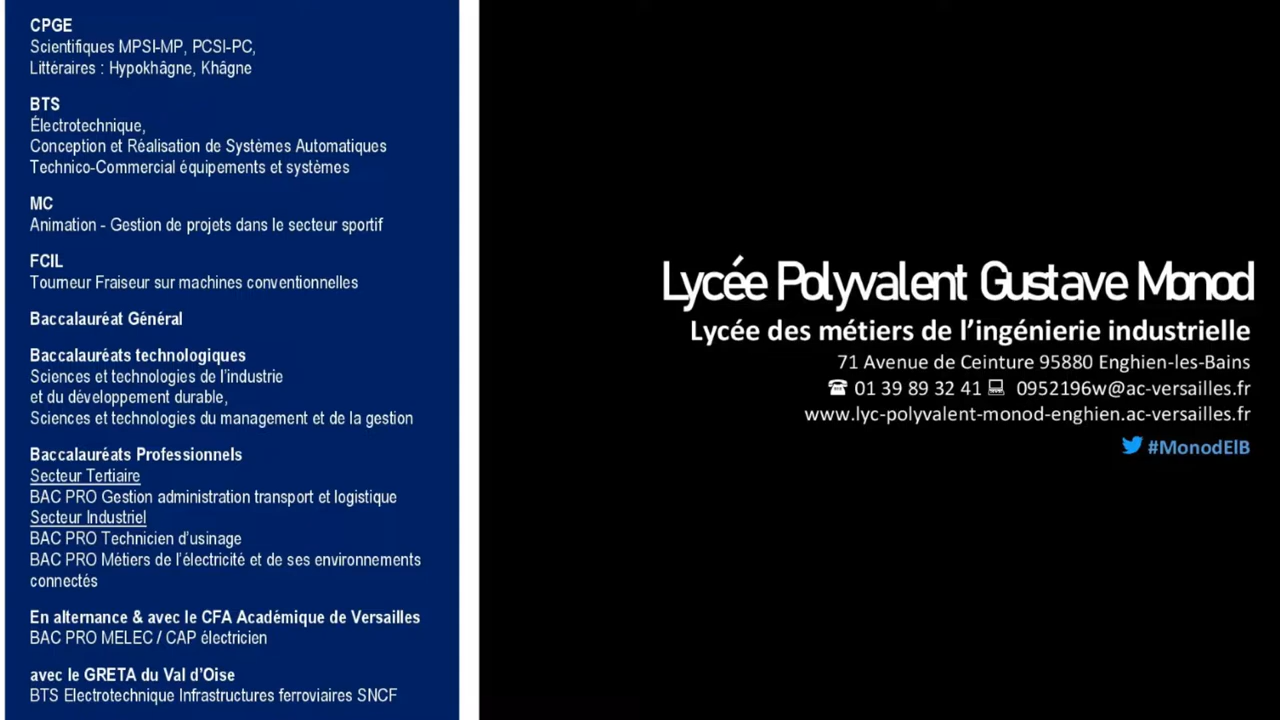 CPGE
Scientifiques MPSI-MP, PCSI-PC,
Littéraires : Hypokhâgne, Khâgne
BTS
Électrotechnique,
Conception et Réalisation de Systèmes Automatiques
Technico-Commercial équipements et systèmes
MC
Animation - Gestion de projets dans le secteur sportif
FCIL
Tourneur Fraiseur sur machines conventionnelles
Baccalauréat Général
Baccalauréats technologiques
Sciences et technologies de l'industrie
et du développement durable,
Sciences et technologies du management et de la gestion
Baccalauréats Professionnels
Secteur Tertiaire
BAC PRO Gestion administration transport et logistique
Secteur Industriel
BAC PRO Technicien d'usinage
BAC PRO Métiers de l'électricité et de ses environnements
connectés
En alternance & avec le CFA Académique de Versailles
BAC PRO MELEC / CAP électricien
avec le GRETA du Val d'Oise
BTS Electrotechnique Infrastructures ferroviaires SNCF
Lycée Polyvalent Gustave Monod
Lycée des métiers de l'ingénierie industrielle
71 Avenue de Ceinture 95880 Enghien-les-Bains
01 39 89 32 41 0952196w@ac-versailles.fr
www.lyc-polyvalent-monod-enghien.ac-versailles.fr
#MonodElB